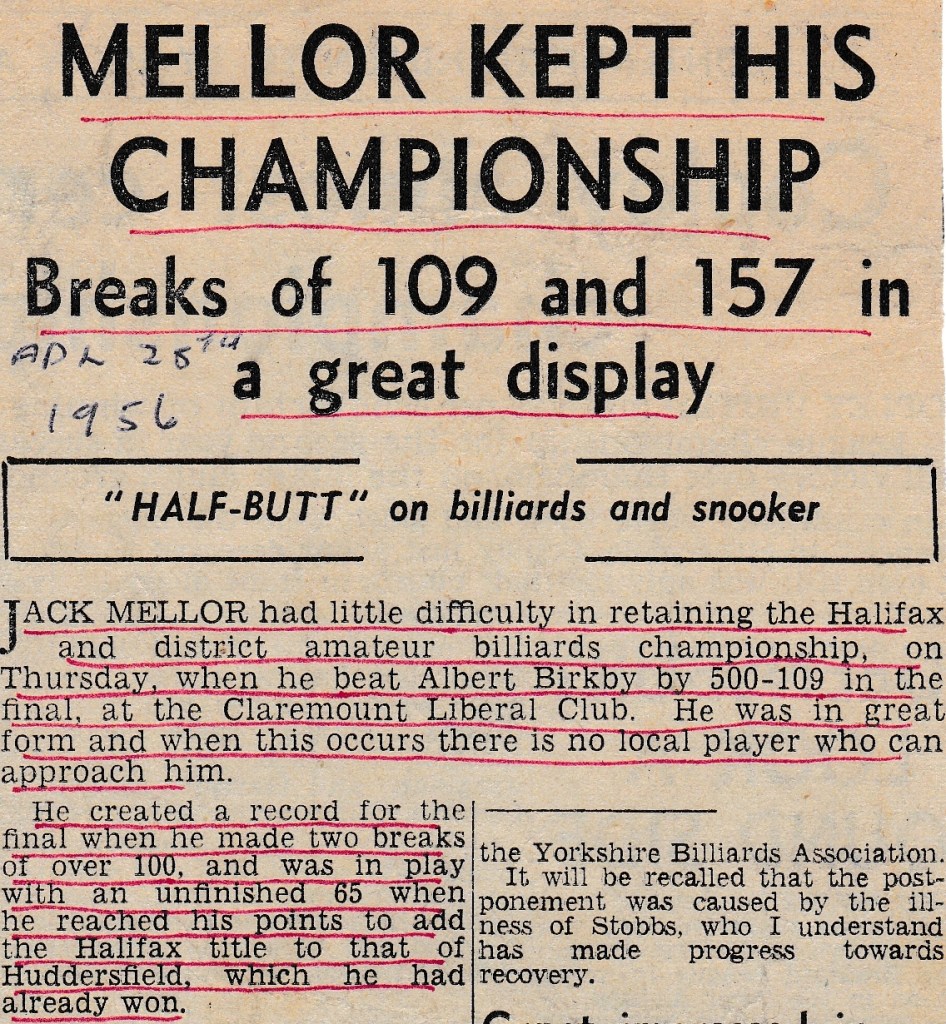 MELLOR KEPT HIS
CHAMPIONSHIP
Breaks of 109 and 157 in
a great display
APL 28TH
1956
"HALF-BUTT" on billiards and snooker
JACK MELLOR had little difficulty in retaining the Halifax
and district amateur billiards championship, on
Thursday, when he beat Albert Birkby by 500-109 in the
final, at the Claremount Liberal Club. He was in great
form and when this occurs there is no local player who can
approach him.
He created a record for the
final when he made two breaks
of over 100, and was in play
with an unfinished 65 when
he reached his points to add
the Halifax title to that of
Huddersfield, which he had
already won.
the Yorkshire Billiards Association.
It will be recalled that the post-
ponement was caused by the ill-
ness of Stobbs, who I understand
has made progress towards
recovery.